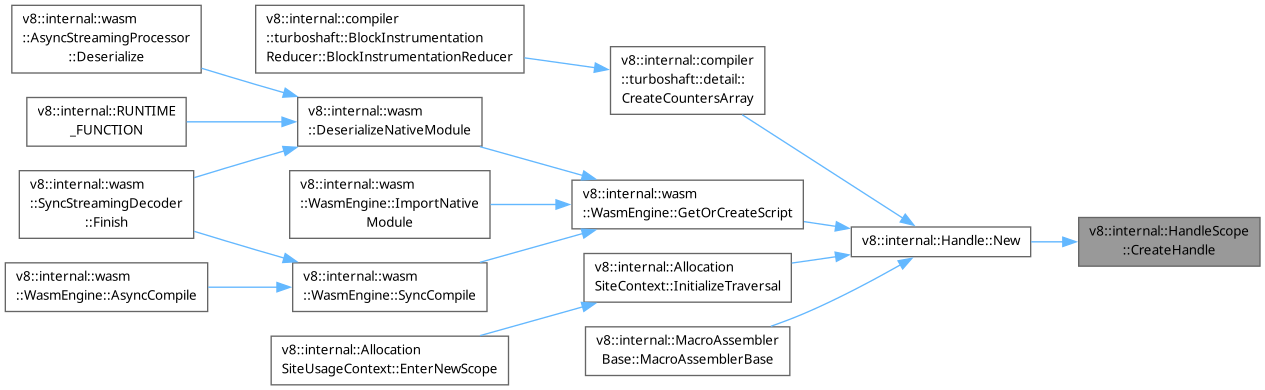 v8::internal::wasm
::AsyncStreamingProcessor
::Deserialize
v8::internal::compiler
::turboshaft::BlockInstrumentation
Reducer::BlockInstrumentationReducer
v8::internal::compiler
::turboshaft::detail::
CreateCountersArray
v8::internal::RUNTIME
_FUNCTION
v8::internal::wasm
::DeserializeNativeModule
v8::internal::wasm
::SyncStreamingDecoder
::Finish
v8::internal::wasm
::WasmEngine::ImportNative
Module
v8::internal::wasm
::WasmEngine::GetOrCreateScript
v8::internal::Handle::New
v8::internal::HandleScope
::CreateHandle
v8::internal::wasm
::WasmEngine::AsyncCompile
v8::internal::wasm
::WasmEngine::SyncCompile
v8::internal::Allocation
SiteContext::InitializeTraversal
v8::internal::Allocation
SiteUsageContext::EnterNewScope
v8::internal::MacroAssembler
Base::MacroAssemblerBase